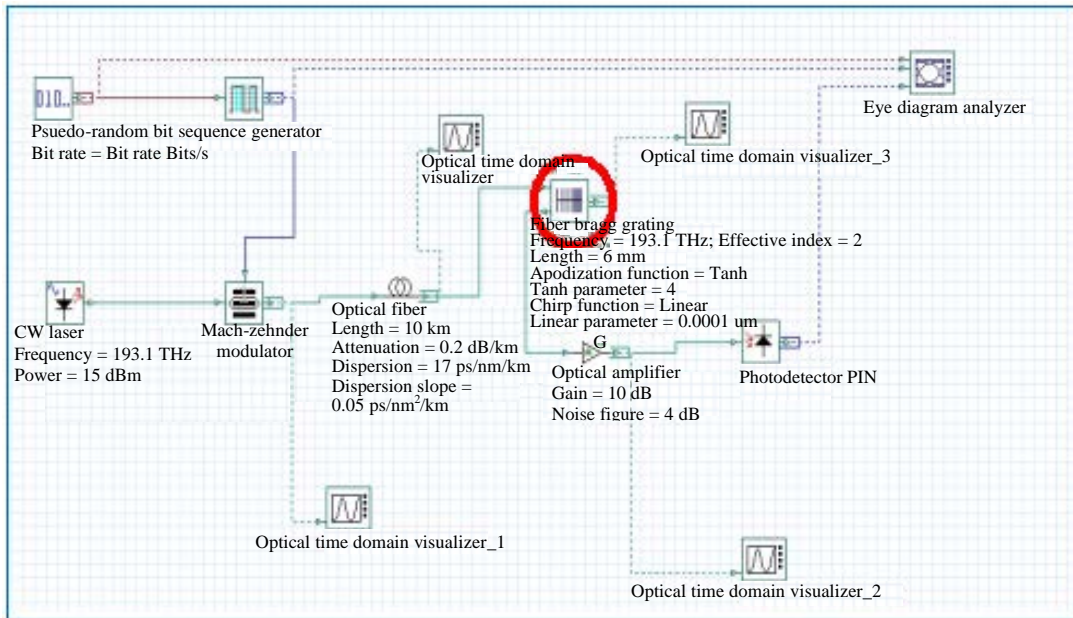 Eye diagram analyzer
01D..
Psuedo-random bit sequence generator
Bit rate = Bit rate Bits/s
Optical time domain
visualizer
Optical time domain visualizer_3
Fiber bragg grating
Frequency = 193.1 THz; Effective index = 2
Length = 6 mm
Apodization function = Tanh
Tanh parameter = 4
Chirp function = Linear
Linear parameter = 0.0001 um
CW laser
Frequency = 193.1 THz
Power = 15 dBm
Mach-zehnder
modulator
Optical fiber
Length = 10 km
Attenuation = 0.2 dB/km
Dispersion = 17 ps/nm/km
Dispersion slope =
0.05 ps/nm²/km
G
Optical amplifier
Gain = 10 dB
Noise figure = 4 dB
Photodetector PIN
Optical time domain visualizer_1
Optical time domain visualizer_2